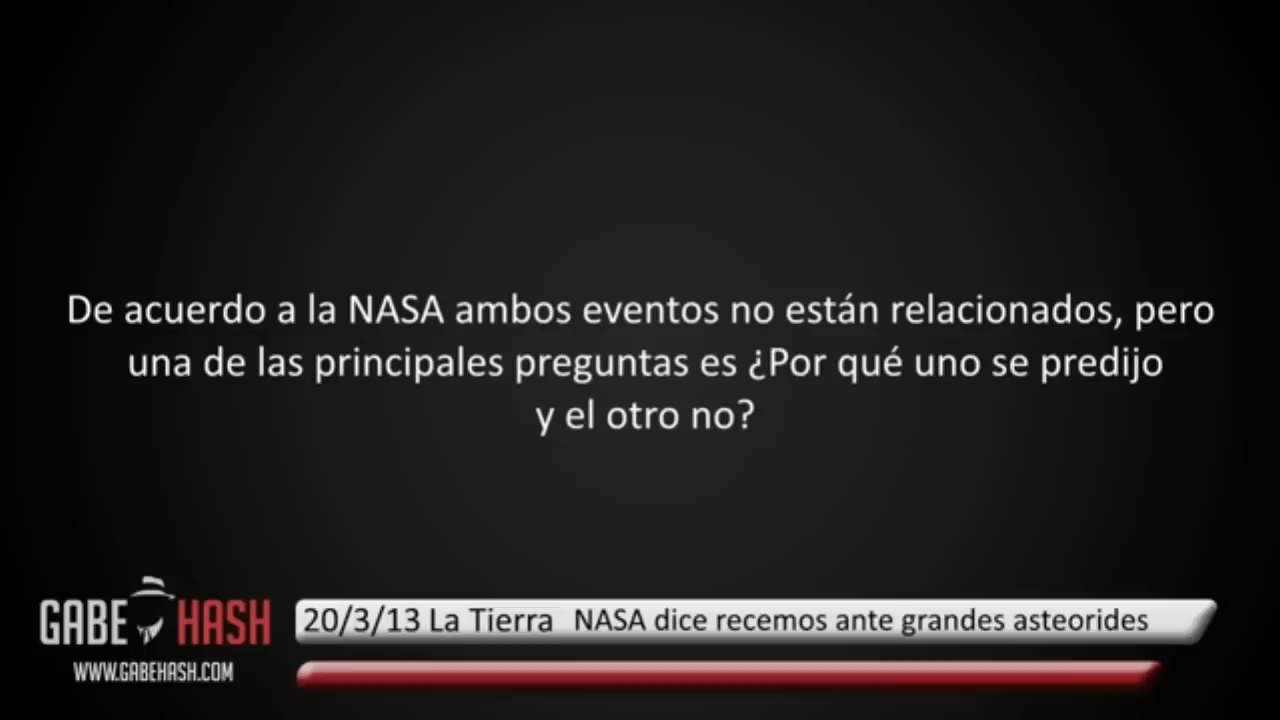 De acuerdo a la NASA ambos eventos no están relacionados, pero
una de las principales preguntas es ¿Por qué uno se predijo
y el otro no?
GABE HASH
WWW.GABEHASH.COM
20/3/13 La Tierra NASA dice recemos ante grandes asteorides